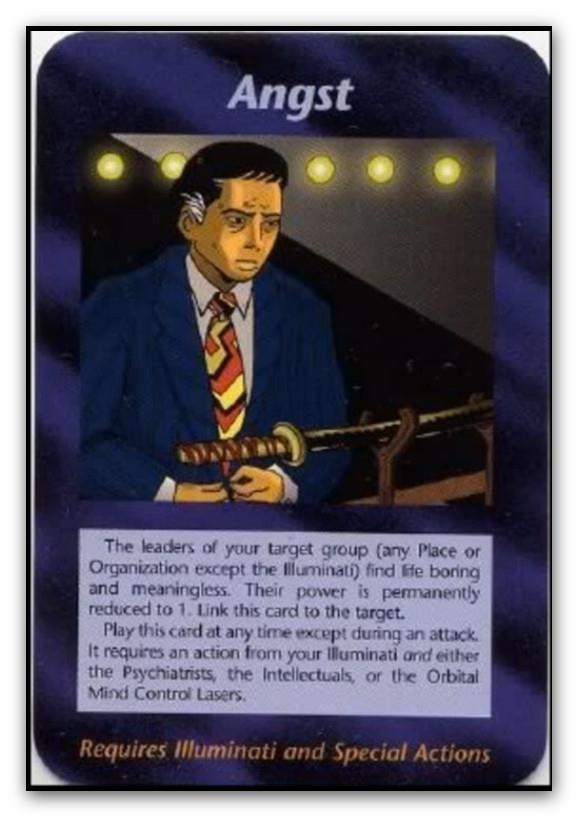 Angst
The leaders of your target group (any Place or
Organization except the Illuminati) find life boring
and meaningless. Their power is permanently
reduced to 1. Link this card to the target.
Play this card at any time except during an attack.
It requires an action from your Illuminati and either
the Psychiatrists, the Intellectuals, or the Orbital
Mind Control Lasers.
Requires Illuminati and Special Actions